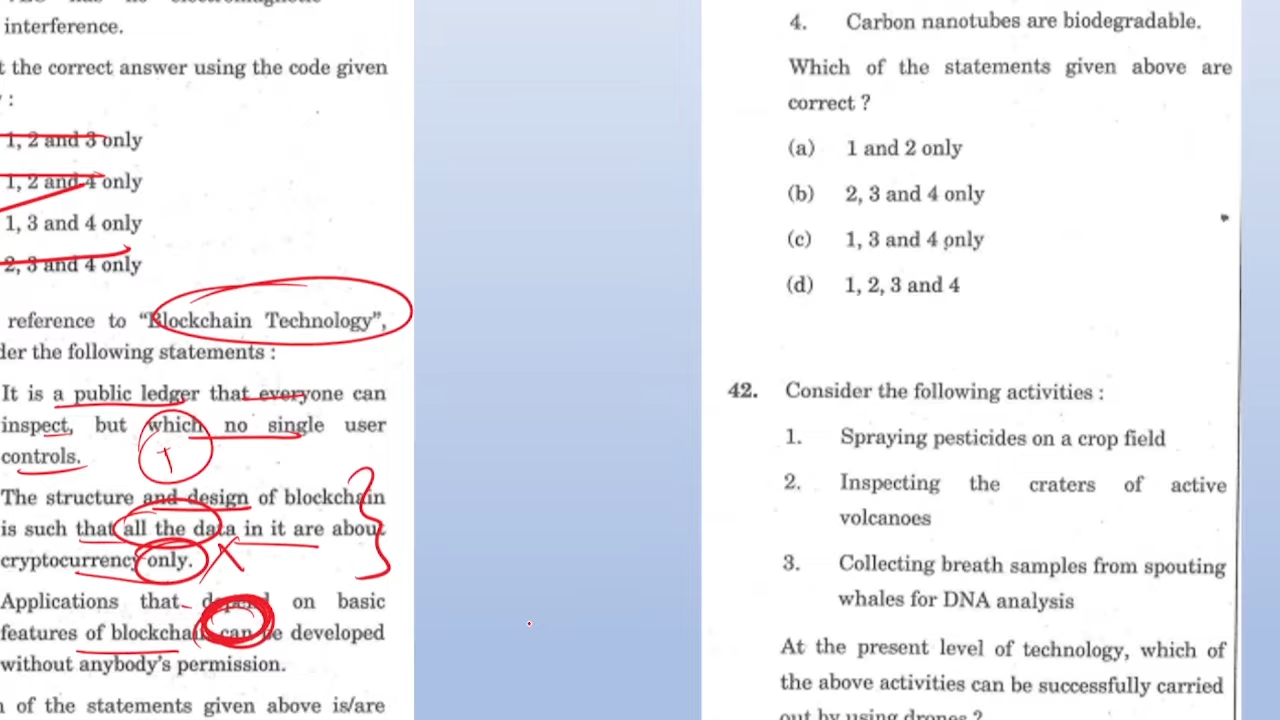 interference.
the correct answer using the code given
:
1, 2 and 3 only
1, 2 and 4 only
1, 3 and 4 only
2, 3 and 4 only
reference to “Blockchain Technology”,
the following statements :
It is a public ledger that everyone can
inspect, but which no single user
controls.
The structure and design of blockchain
is such that all the data in it are about
cryptocurrency only.
Applications that depend on basic
features of blockchain can be developed
without anybody’s permission.
of the statements given above is/are
4. Carbon nanotubes are biodegradable.
Which of the statements given above are
correct ?
(a) 1 and 2 only
(b) 2, 3 and 4 only
(c) 1, 3 and 4 only
(d) 1, 2, 3 and 4
42. Consider the following activities :
1. Spraying pesticides on a crop field
2. Inspecting the craters of active
volcanoes
3. Collecting breath samples from spouting
whales for DNA analysis
At the present level of technology, which of
the above activities can be successfully carried
out by using drones ?